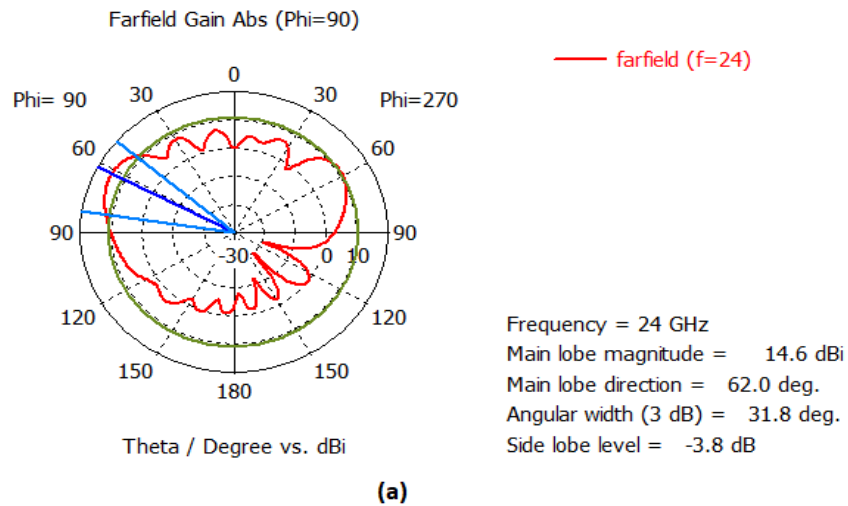 Farfield Gain Abs (Phi=90)
farfield (f=24)
0
Phi= 90 30 30 Phi=270
60 60
90 -30 0 10 90
120 120
150 150
180
Theta / Degree vs. dBi
Frequency = 24 GHz
Main lobe magnitude = 14.6 dBi
Main lobe direction = 62.0 deg.
Angular width (3 dB) = 31.8 deg.
Side lobe level = -3.8 dB
(a)